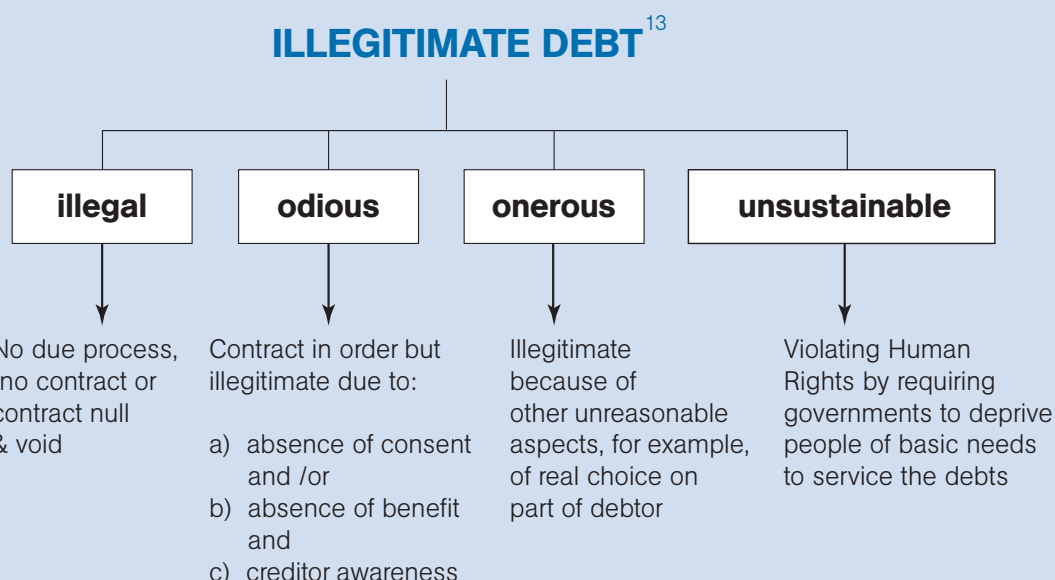 ILLEGITIMATE DEBT13
illegal
odious
onerous
unsustainable
No due process,
no contract or
contract null
& void
Contract in order but
illegitimate due to:
a) absence of consent
and /or
b) absence of benefit
and
c) creditor awareness
Illegitimate
because of
other unreasonable
aspects, for example,
of real choice on
part of debtor
Violating Human
Rights by requiring
governments to deprive
people of basic needs
to service the debts